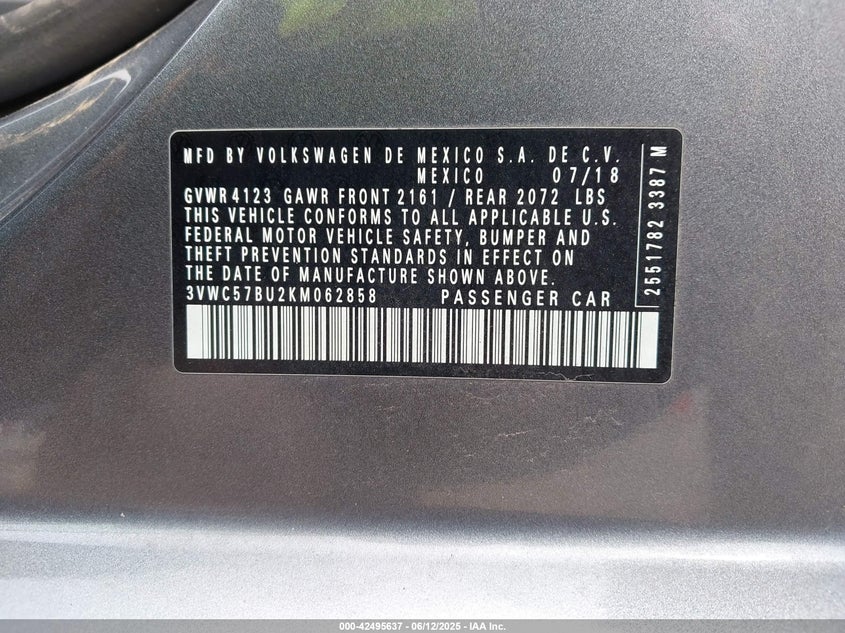 MFD BY VOLKSWAGEN DE MEXICO S.A. DE C.V.
MEXICO 07/18
GVWR 4123 GAWR FRONT 2161 / REAR 2072 LBS
THIS VEHICLE CONFORMS TO ALL APPLICABLE U.S.
FEDERAL MOTOR VEHICLE SAFETY, BUMPER AND
THEFT PREVENTION STANDARDS IN EFFECT ON
THE DATE OF MANUFACTURE SHOWN ABOVE.
3VWC57BU2KM062858 PASSENGER CAR
2551782 3387 M
000-42495637 - 06/12/2025 - IAA Inc.